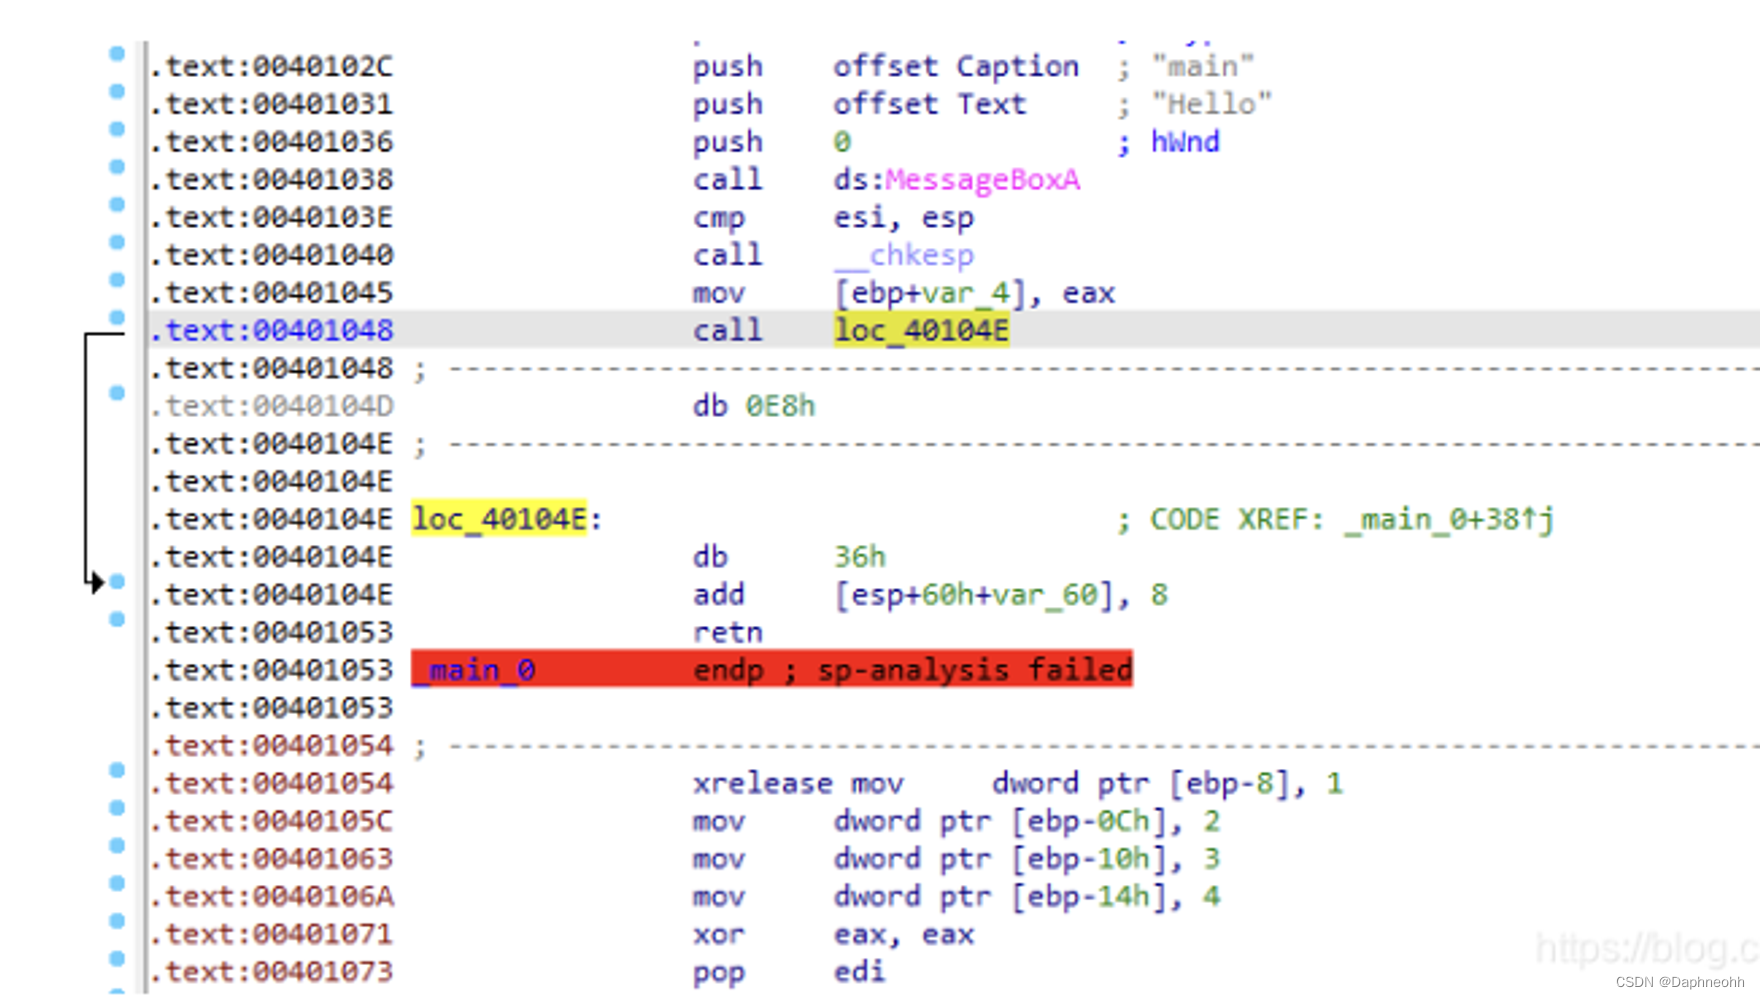 .text:0040102C push offset Caption ; "main"
.text:00401031 push offset Text ; "Hello"
.text:00401036 push 0 ; hWnd
.text:00401038 call ds:MessageBoxA
.text:0040103E cmp esi, esp
.text:00401040 call __chkesp
.text:00401045 mov [ebp+var_4], eax
.text:00401048 call loc_40104E
.text:00401048 ; ---------------------------------------------------------------------------
.text:0040104D db 0E8h
.text:0040104E ; ---------------------------------------------------------------------------
.text:0040104E
.text:0040104E loc_40104E: ; CODE XREF: _main_0+38↑j
.text:0040104E db 36h
.text:0040104E add [esp+60h+var_60], 8
.text:00401053 retn
.text:00401053 _main_0 endp ; sp-analysis failed
.text:00401053
.text:00401054 ; ---------------------------------------------------------------------------
.text:00401054 xrelease mov dword ptr [ebp-8], 1
.text:0040105C mov dword ptr [ebp-0Ch], 2
.text:00401063 mov dword ptr [ebp-10h], 3
.text:0040106A mov dword ptr [ebp-14h], 4
.text:00401071 xor eax, eax
.text:00401073 pop edi
https://blog.c
CSDN @Daphneohh